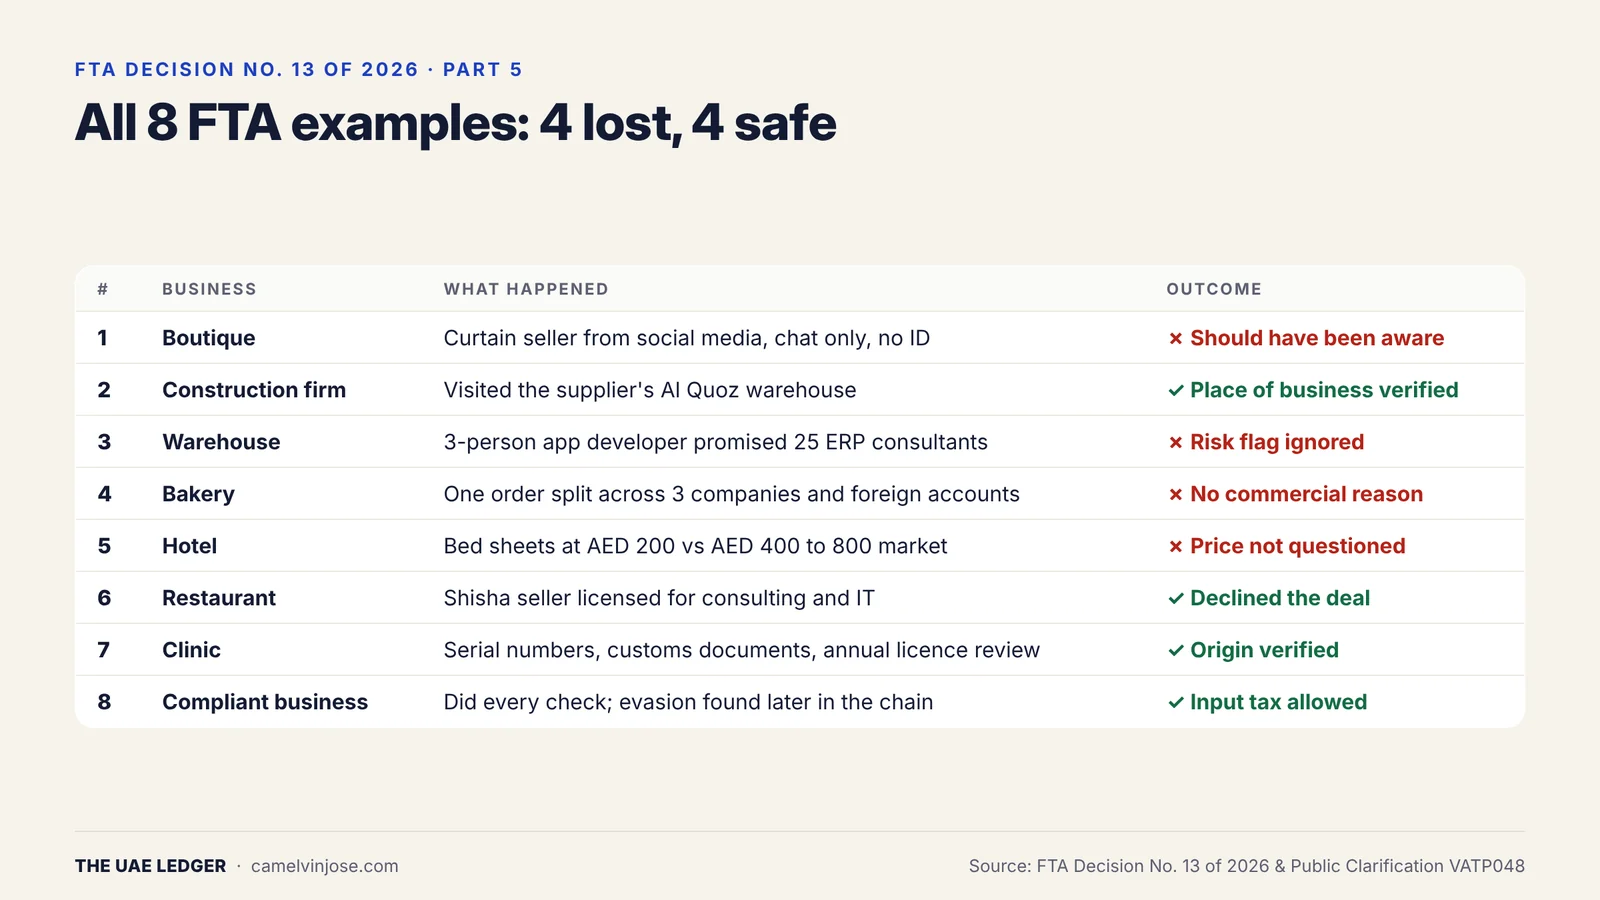 FTA DECISION NO. 13 OF 2026 · PART 5
All 8 FTA examples: 4 lost, 4 safe
# BUSINESS WHAT HAPPENED OUTCOME
1 Boutique Curtain seller from social media, chat only, no ID × Should have been aware
2 Construction firm Visited the supplier's Al Quoz warehouse ✓ Place of business verified
3 Warehouse 3-person app developer promised 25 ERP consultants × Risk flag ignored
4 Bakery One order split across 3 companies and foreign accounts × No commercial reason
5 Hotel Bed sheets at AED 200 vs AED 400 to 800 market × Price not questioned
6 Restaurant Shisha seller licensed for consulting and IT ✓ Declined the deal
7 Clinic Serial numbers, customs documents, annual licence review ✓ Origin verified
8 Compliant business Did every check; evasion found later in the chain ✓ Input tax allowed
THE UAE LEDGER · camelvinjose.com Source: FTA Decision No. 13 of 2026 & Public Clarification VATP048